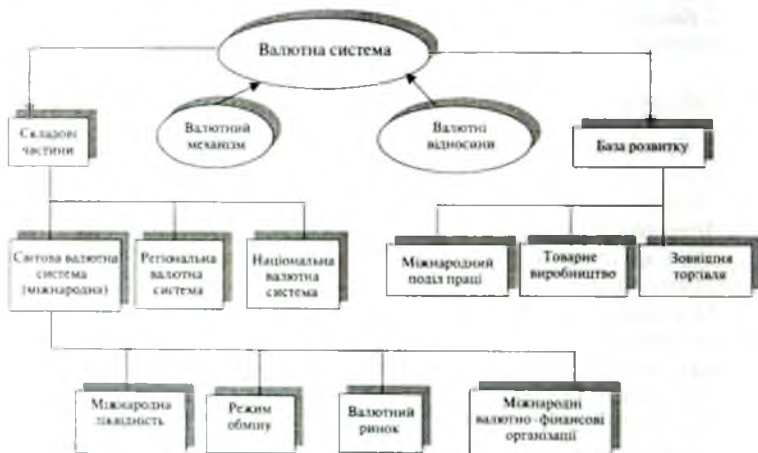 Валютна система
Складові
частини
Валютний
механізм
Валютні
відносини
База розвитку
Світова валютна
система
(міжнародна)
Регіональна
валютна
система
Національна
валютна
система
Міжнародний
поділ праці
Товарне
виробництво
Зовнішня
торгівля
Міжнародна
ліквідність
Режим
обміну
Валютний
ринок
Міжнародні
валютно-фінансові
організації